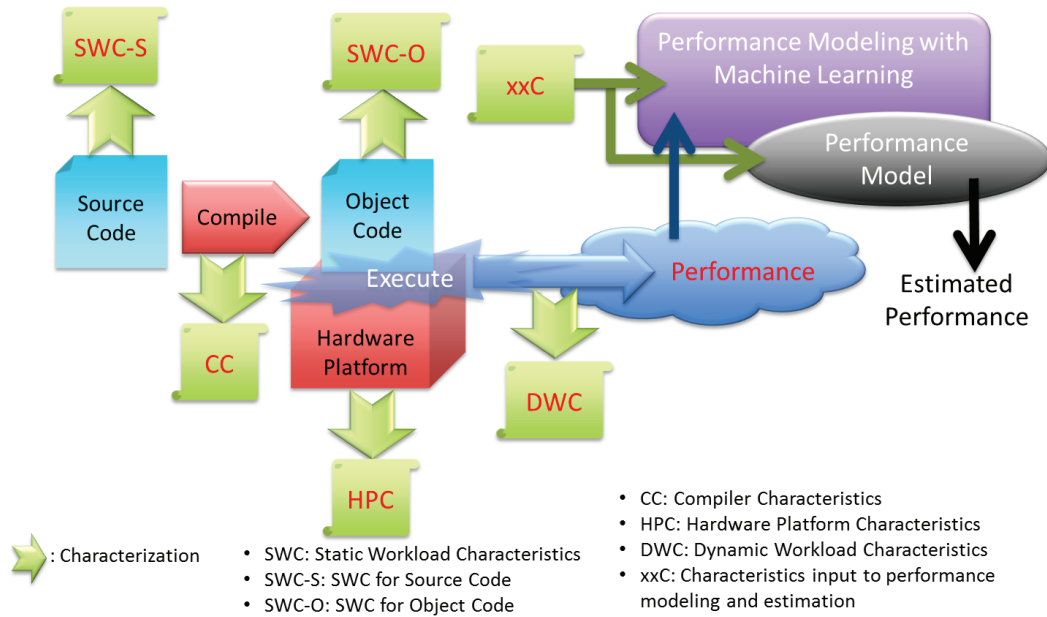 SWC-S
SWC-O
xxC
Performance Modeling with
Machine Learning
Performance
Model
Source
Code
Compile
Object
Code
Execute
Performance
Estimated
Performance
Hardware
Platform
CC
DWC
HPC
: Characterization
• SWC: Static Workload Characteristics
• SWC-S: SWC for Source Code
• SWC-O: SWC for Object Code
• CC: Compiler Characteristics
• HPC: Hardware Platform Characteristics
• DWC: Dynamic Workload Characteristics
• xxC: Characteristics input to performance
modeling and estimation